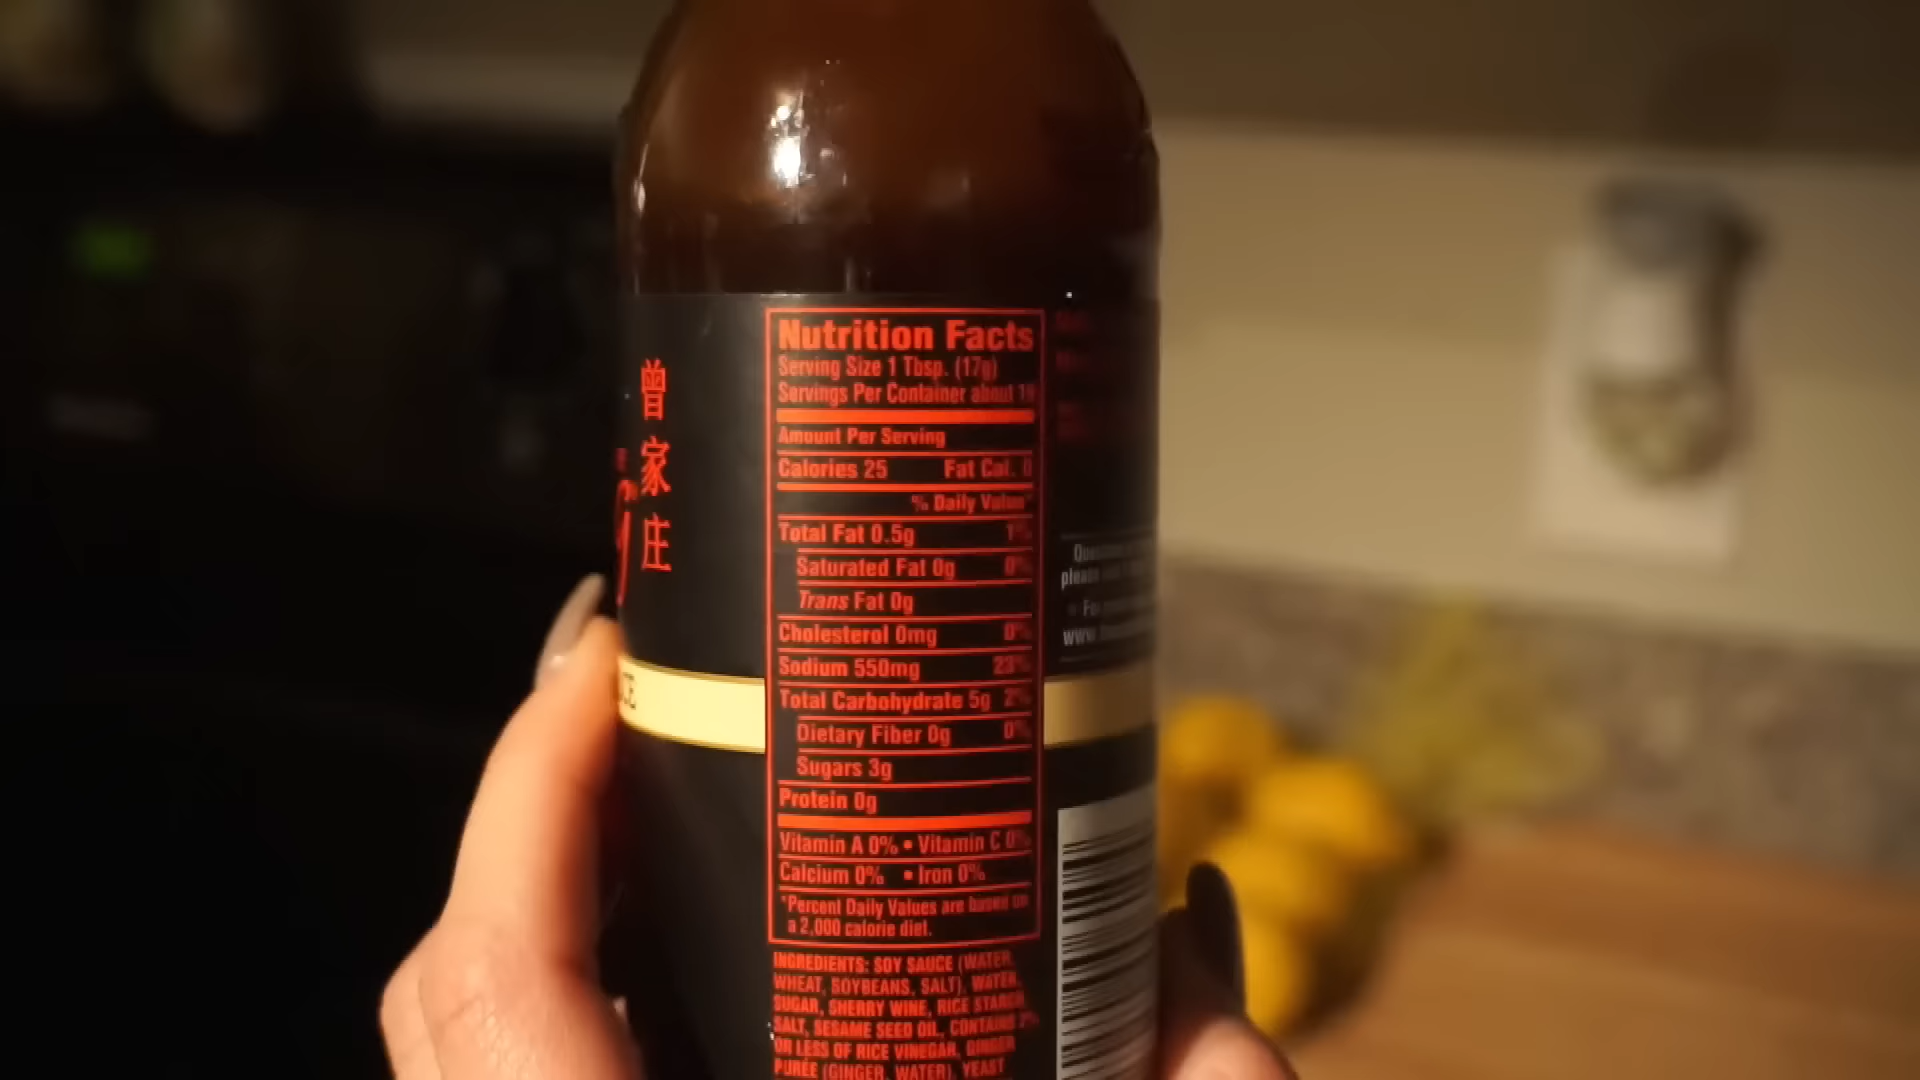 曾家庄
CE
Nutrition Facts
Serving Size 1 Tbsp. (17g)
Servings Per Container about
Amount Per Serving
Calories 25 Fat Cal.
% Daily Value*
Total Fat 0.5g 1%
Saturated Fat 0g 0%
Trans Fat 0g
Cholesterol 0mg 0%
Sodium 550mg 23%
Total Carbohydrate 5g 2%
Dietary Fiber 0g 0%
Sugars 3g
Protein 0g
Vitamin A 0% • Vitamin C 0%
Calcium 0% • Iron 0%
*Percent Daily Values are based on
a 2,000 calorie diet.
INGREDIENTS: SOY SAUCE (WATER,
WHEAT, SOYBEANS, SALT), WATER,
SUGAR, SHERRY WINE, RICE STARCH,
SALT, SESAME SEED OIL, CONTAINS 2%
OR LESS OF RICE VINEGAR, GINGER
PURÉE (GINGER, WATER), YEAST
please
www.